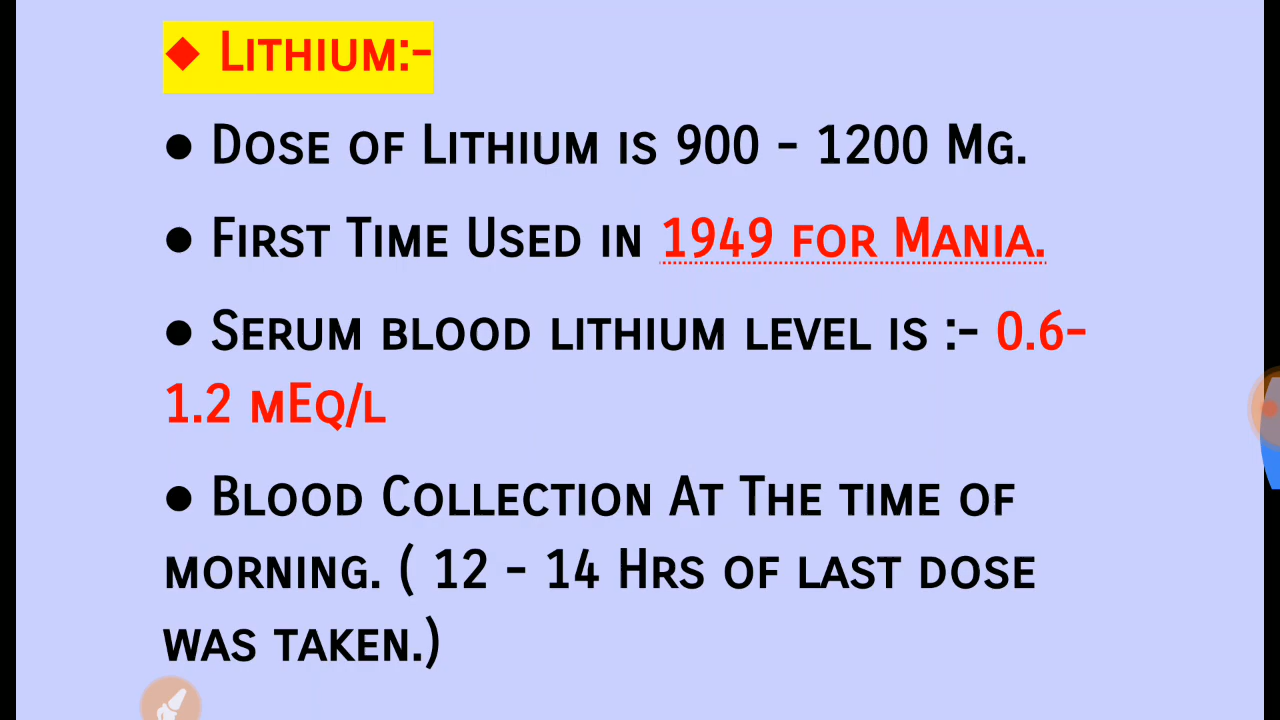 ◆ Lithium:-
● Dose of Lithium is 900 - 1200 Mg.
● First Time Used in 1949 for Mania.
● Serum blood lithium level is :- 0.6-
1.2 mEq/l
● Blood Collection At The time of
morning. ( 12 - 14 Hrs of last dose
was taken.)